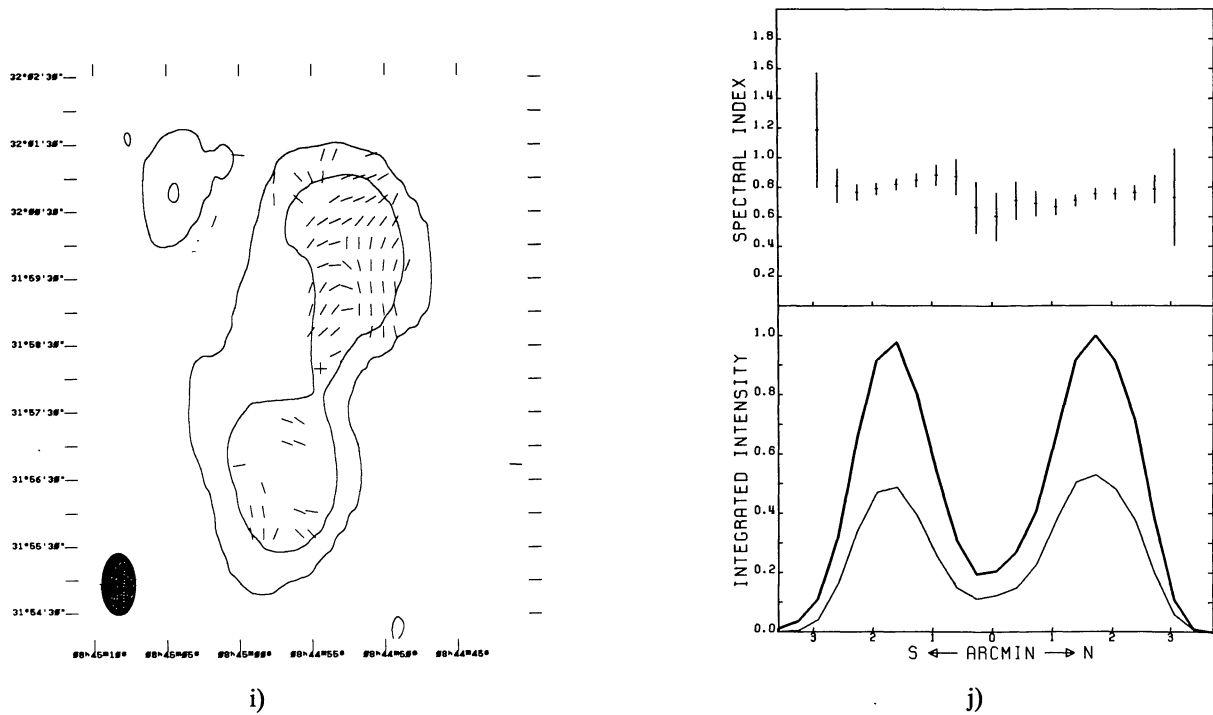 32°02'30"
32°01'30"
32°00'30"
31°59'30"
31°58'30"
31°57'30"
31°56'30"
31°55'30"
31°54'30"
08h45m10s
08h45m05s
08h45m00s
08h44m55s
08h44m50s
08h44m45s
i)
SPECTRAL INDEX
1.8
1.6
1.4
1.2
1.0
0.8
0.6
0.4
0.2
INTEGRATED INTENSITY
1.0
0.8
0.6
0.4
0.2
0.0
3 2 1 0 1 2 3
S ← ARCMIN → N
j)